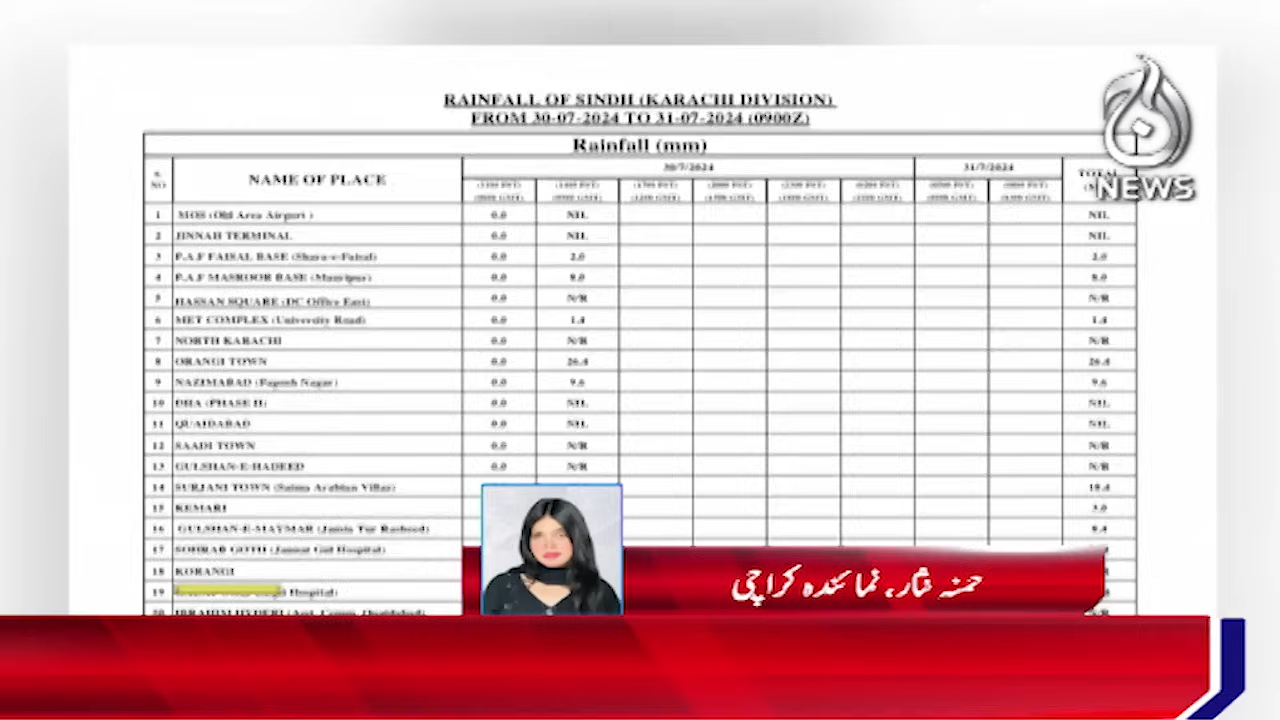 NEWS
RAINFALL OF SINDH (KARACHI DIVISION)
FROM 30-07-2024 TO 31-07-2024 (0900Z)
Rainfall (mm)
S. NO NAME OF PLACE 30/7/2024 31/7/2024 TOTAL
1 MOS (Old Area Airport ) 0.0 NIL NIL
2 JINNAH TERMINAL 0.0 NIL NIL
3 P.A.F FAISAL BASE (Shara-e-Faisal) 0.0 2.0 2.0
4 P.A.F MASROOR BASE (Mauripur) 0.0 8.0 8.0
5 HASSAN SQUARE (DC Office East) 0.0 N/R N/R
6 MET COMPLEX (University Road) 0.0 1.4 1.4
7 NORTH KARACHI 0.0 N/R N/R
8 ORANGI TOWN 0.0 26.4 26.4
9 NAZIMABAD (Paposh Nagar) 0.0 9.6 9.6
10 DHA (PHASE II) 0.0 NIL NIL
11 QUAIDABAD 0.0 NIL NIL
12 SAADI TOWN 0.0 N/R N/R
13 GULSHAN-E-HADEED 0.0 N/R N/R
14 SURJANI TOWN (Saima Arabian Villas)
15 KEMARI 3.0
16 GULSHAN-E-MAYMAR (Jamia Tur Rasheed)
17 SOHRAB GOTH (Jannat Gul Hospital)
18 KORANGI
19 Hospital)
20 IBRAHIM HYDERI
حمنہ نثار، نمائندہ کراچی